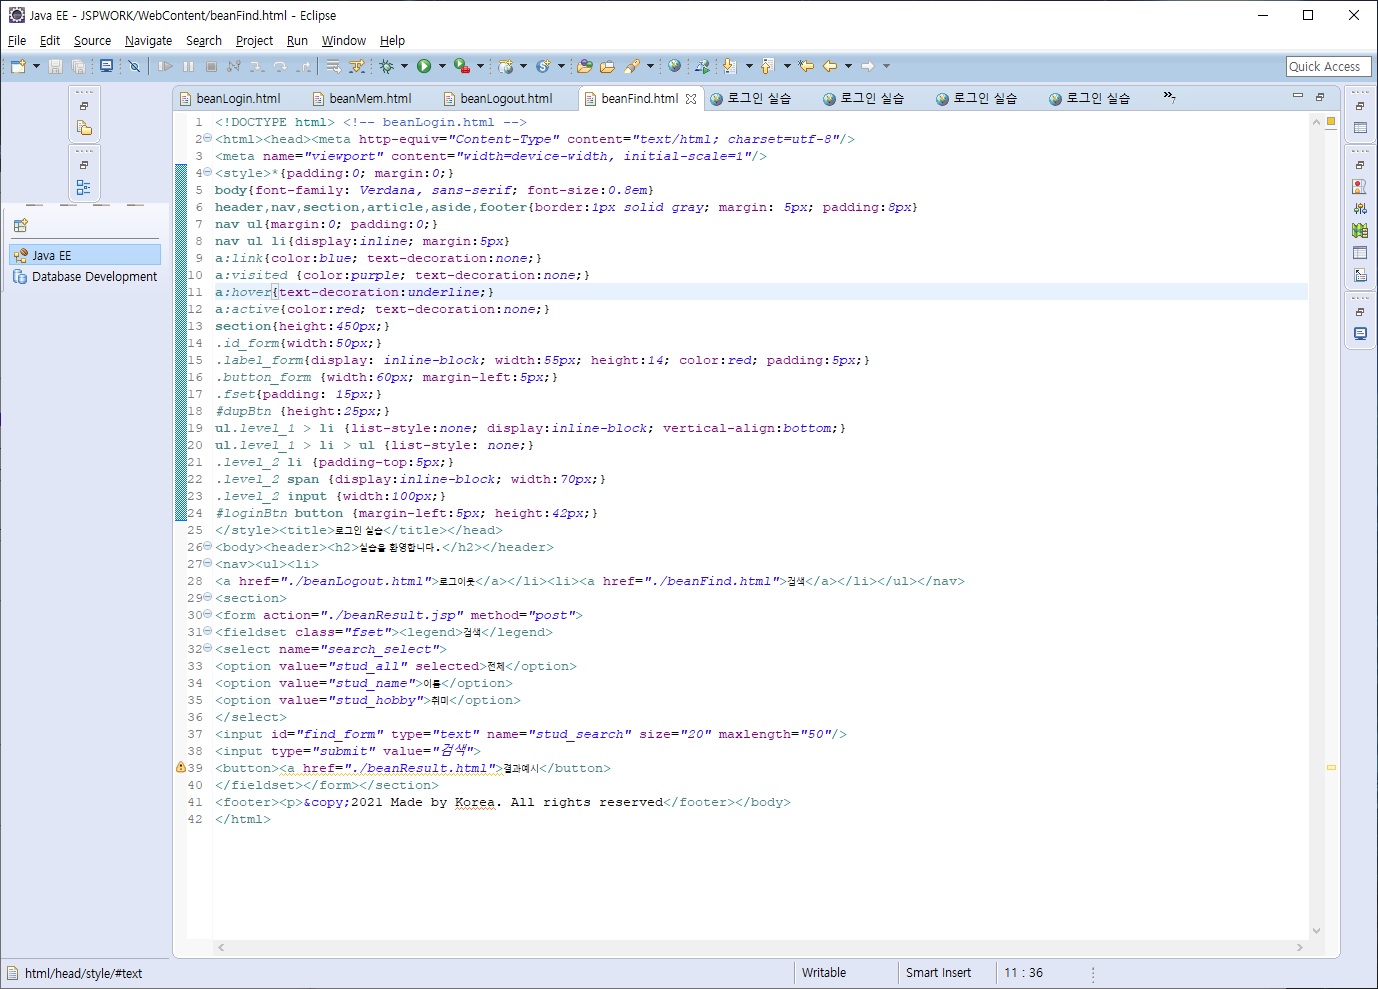 Java EE - JSPWORK/WebContent/beanFind.html - Eclipse
File Edit Source Navigate Search Project Run Window Help
Quick Access
beanLogin.html beanMem.html beanLogout.html beanFind.html 로그인 실습 로그인 실습 로그인 실습 로그인 실습 »7
Java EE
Database Development
1 <!DOCTYPE html> <!-- beanLogin.html -->
2 <html><head><meta http-equiv="Content-Type" content="text/html; charset=utf-8"/>
3 <meta name="viewport" content="width=device-width, initial-scale=1"/>
4 <style>*{padding:0; margin:0;}
5 body{font-family: Verdana, sans-serif; font-size:0.8em}
6 header,nav,section,article,aside,footer{border:1px solid gray; margin: 5px; padding:8px}
7 nav ul{margin:0; padding:0;}
8 nav ul li{display:inline; margin:5px}
9 a:link{color:blue; text-decoration:none;}
10 a:visited {color:purple; text-decoration:none;}
11 a:hover{text-decoration:underline;}
12 a:active{color:red; text-decoration:none;}
13 section{height:450px;}
14 .id_form{width:50px;}
15 .label_form{display: inline-block; width:55px; height:14; color:red; padding:5px;}
16 .button_form {width:60px; margin-left:5px;}
17 .fset{padding: 15px;}
18 #dupBtn {height:25px;}
19 ul.level_1 > li {list-style:none; display:inline-block; vertical-align:bottom;}
20 ul.level_1 > li > ul {list-style: none;}
21 .level_2 li {padding-top:5px;}
22 .level_2 span {display:inline-block; width:70px;}
23 .level_2 input {width:100px;}
24 #loginBtn button {margin-left:5px; height:42px;}
25 </style><title>로그인 실습</title></head>
26 <body><header><h2>실습을 환영합니다.</h2></header>
27 <nav><ul><li>
28 <a href="./beanLogout.html">로그아웃</a></li><li><a href="./beanFind.html">검색</a></li></ul></nav>
29 <section>
30 <form action="./beanResult.jsp" method="post">
31 <fieldset class="fset"><legend>검색</legend>
32 <select name="search_select">
33 <option value="stud_all" selected>전체</option>
34 <option value="stud_name">이름</option>
35 <option value="stud_hobby">취미</option>
36 </select>
37 <input id="find_form" type="text" name="stud_search" size="20" maxlength="50"/>
38 <input type="submit" value="검색">
39 <button><a href="./beanResult.html">결과예시</button>
40 </fieldset></form></section>
41 <footer><p>&copy;2021 Made by Korea. All rights reserved</footer></body>
42 </html>
html/head/style/#text Writable Smart Insert 11 : 36